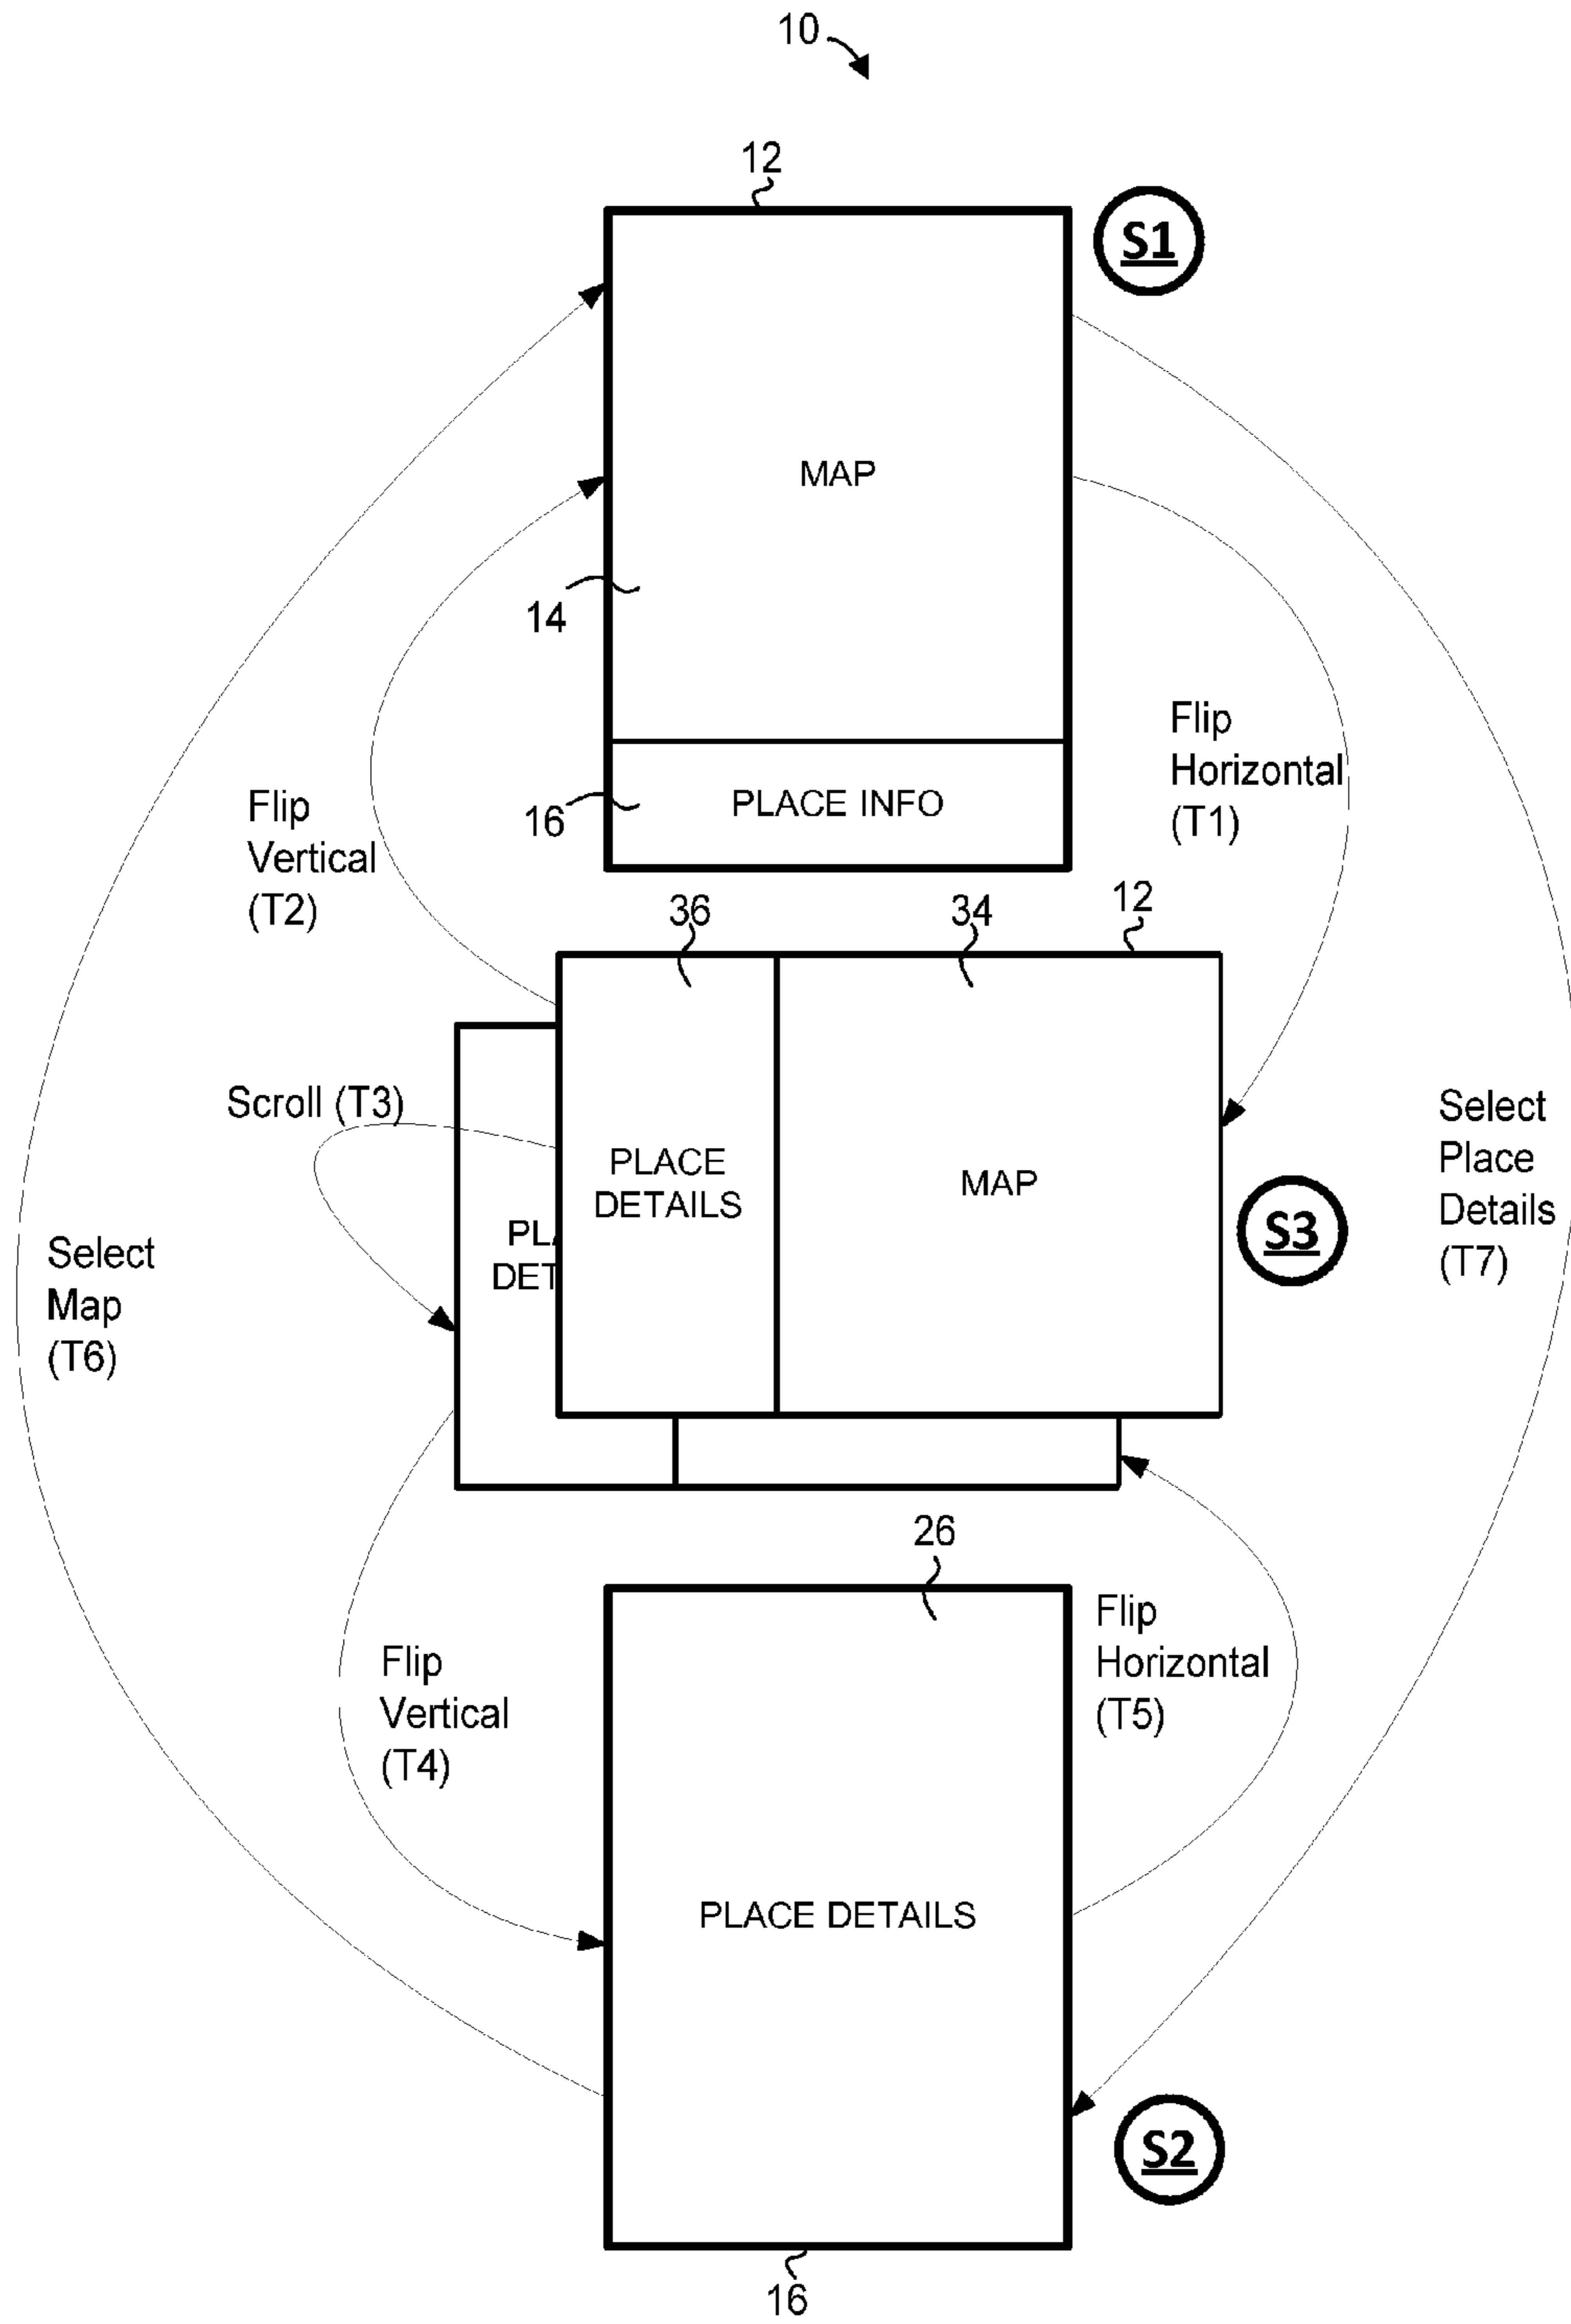 10
12
S1
MAP
14
Flip
Horizontal
(T1)
16
PLACE INFO
Flip
Vertical
(T2)
36
34
12
Scroll (T3)
PLACE
DETAILS
MAP
Select
Place
Details
(T7)
S3
PLA
DET
Select
Map
(T6)
26
Flip
Horizontal
(T5)
Flip
Vertical
(T4)
PLACE DETAILS
S2
16